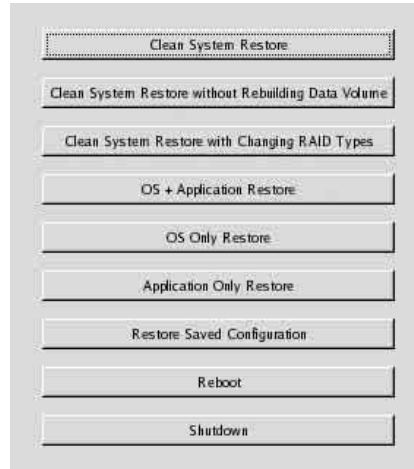 Clean System Restore
Clean System Restore without Rebuilding Data Volume
Clean System Restore with Changing RAID Types
OS + Application Restore
OS Only Restore
Application Only Restore
Restore Saved Configuration
Reboot
Shutdown